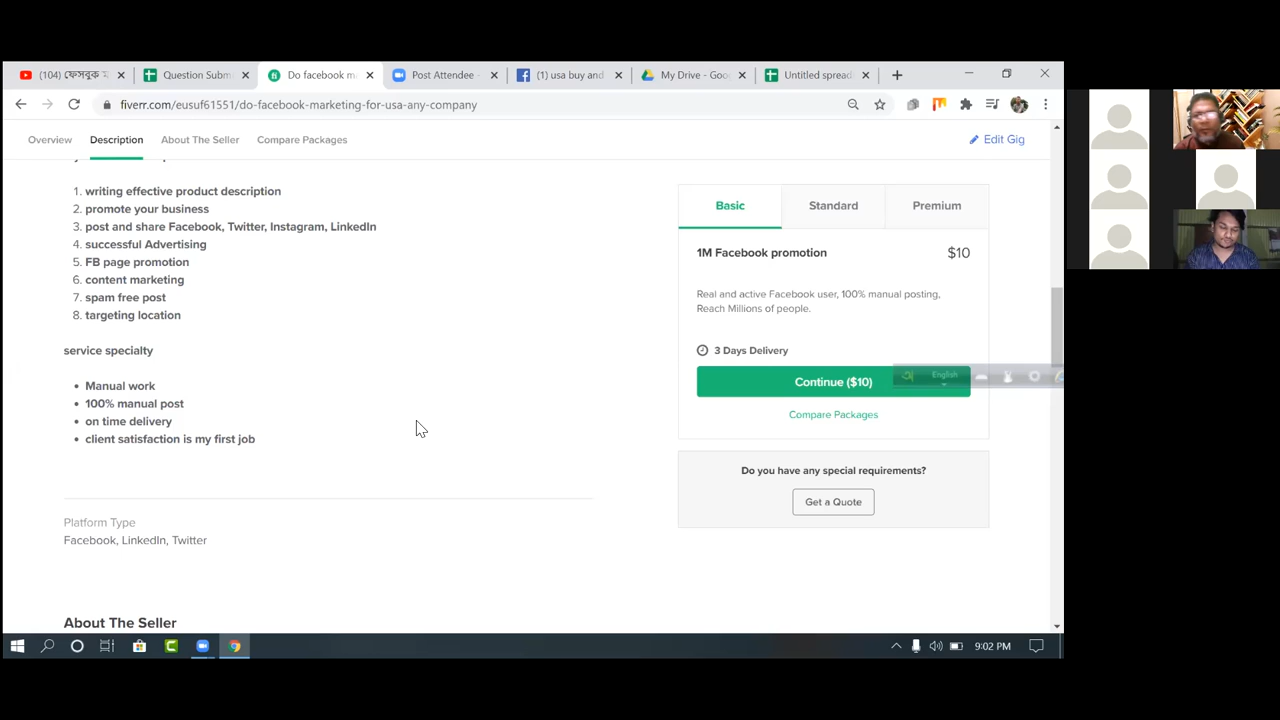 (104) ফেসবুক ম
Question Subm
Do facebook m
Post Attendee -
(1) usa buy and
My Drive - Goo
Untitled spread
fiverr.com/eusuf61551/do-facebook-marketing-for-usa-any-company
Overview
Description
About The Seller
Compare Packages
Edit Gig
1. writing effective product description
2. promote your business
3. post and share Facebook, Twitter, Instagram, LinkedIn
4. successful Advertising
5. FB page promotion
6. content marketing
7. spam free post
8. targeting location
service specialty
• Manual work
• 100% manual post
• on time delivery
• client satisfaction is my first job
Platform Type
Facebook, LinkedIn, Twitter
About The Seller
Basic
Standard
Premium
1M Facebook promotion
$10
Real and active Facebook user, 100% manual posting,
Reach Millions of people.
3 Days Delivery
Continue ($10)
English
Compare Packages
Do you have any special requirements?
Get a Quote
9:02 PM